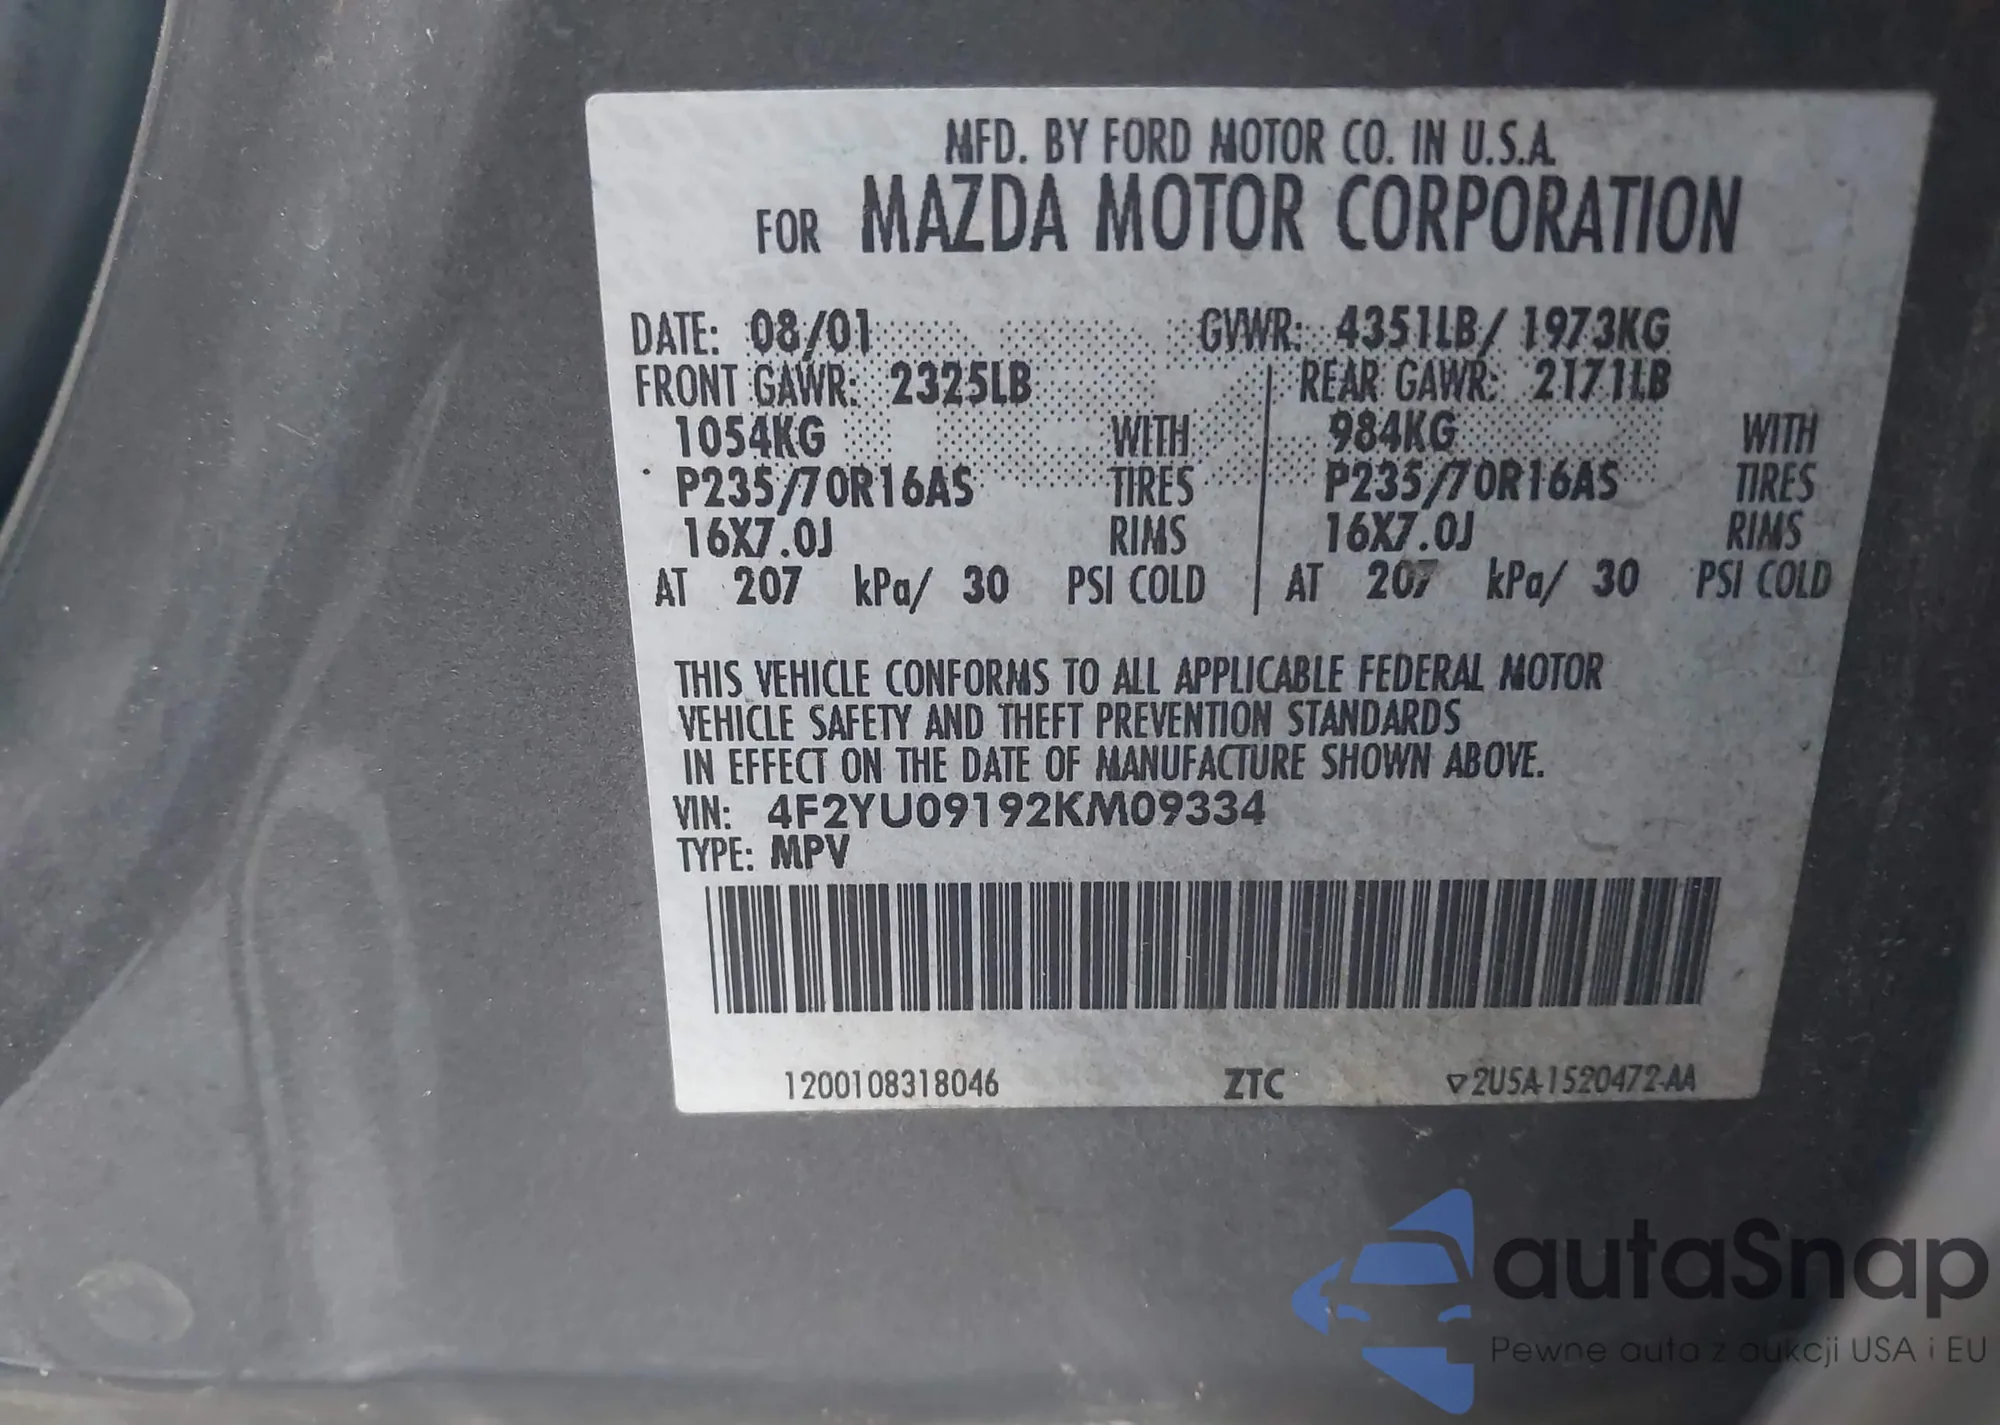 MFD. BY FORD MOTOR CO. IN U.S.A.
FOR MAZDA MOTOR CORPORATION
DATE: 08/01 GVWR: 4351LB/ 1973KG
FRONT GAWR: 2325LB REAR GAWR: 2171LB
1054KG WITH 984KG WITH
P235/70R16AS TIRES P235/70R16AS TIRES
16X7.0J RIMS 16X7.0J RIMS
AT 207 kPa/ 30 PSI COLD AT 207 kPa/ 30 PSI COLD
THIS VEHICLE CONFORMS TO ALL APPLICABLE FEDERAL MOTOR
VEHICLE SAFETY AND THEFT PREVENTION STANDARDS
IN EFFECT ON THE DATE OF MANUFACTURE SHOWN ABOVE.
VIN: 4F2YU09192KM09334
TYPE: MPV
1200108318046 ZTC 2U5A-1520472-AA
autaSnap
Pewne auta z aukcji USA i EU